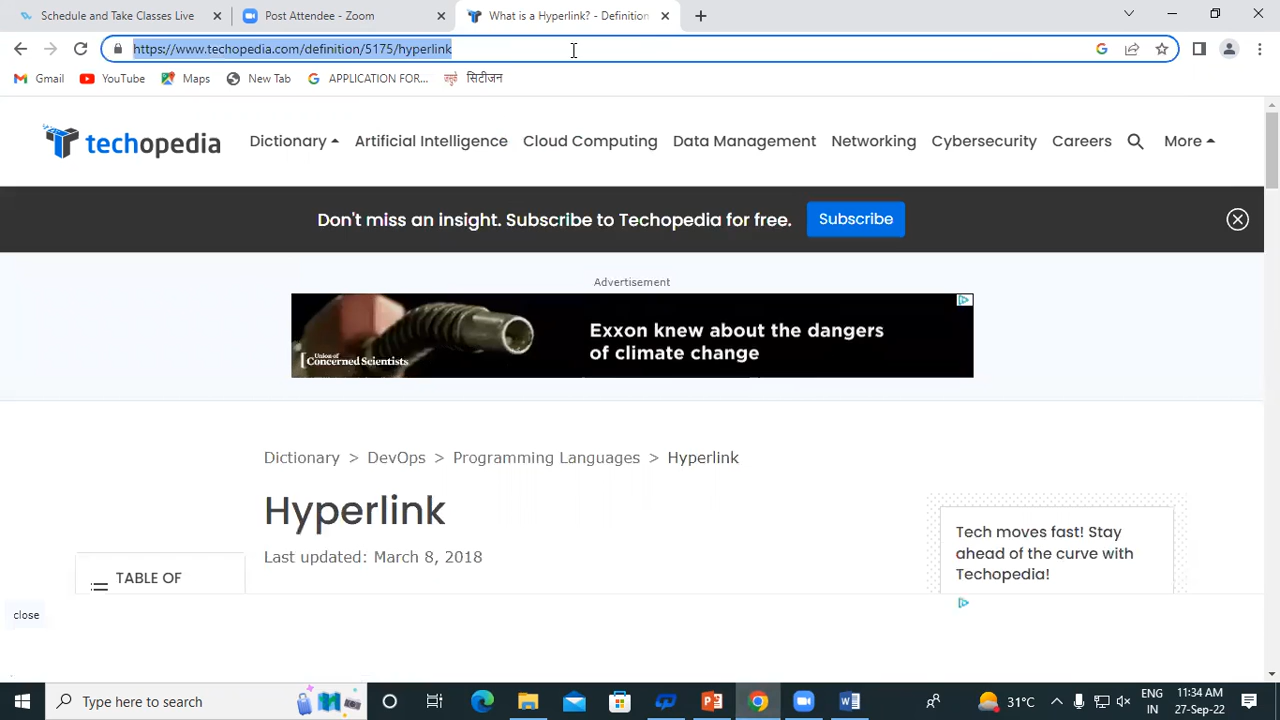 Schedule and Take Classes Live
Post Attendee - Zoom
What is a Hyperlink? - Definition
https://www.techopedia.com/definition/5175/hyperlink
Gmail
YouTube
Maps
New Tab
APPLICATION FOR...
सिटीजन
techopedia
Dictionary
Artificial Intelligence
Cloud Computing
Data Management
Networking
Cybersecurity
Careers
More
Don't miss an insight. Subscribe to Techopedia for free.
Subscribe
Advertisement
Exxon knew about the dangers
of climate change
Union of
Concerned Scientists
Dictionary > DevOps > Programming Languages > Hyperlink
Hyperlink
Last updated: March 8, 2018
TABLE OF
Tech moves fast! Stay
ahead of the curve with
Techopedia!
close
Type here to search
31°C
ENG
IN
11:34 AM
27-Sep-22